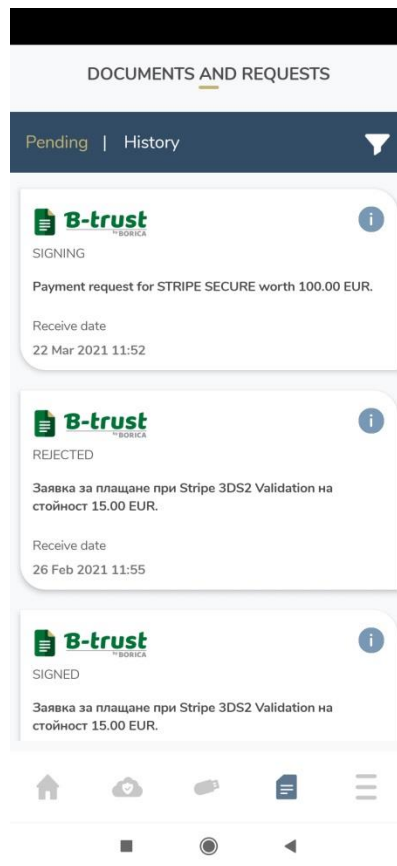 DOCUMENTS AND REQUESTS
Pending | History
B-trust
by BORICA
SIGNING
Payment request for STRIPE SECURE worth 100.00 EUR.
Receive date
22 Mar 2021 11:52
B-trust
by BORICA
REJECTED
Заявка за плащане при Stripe 3DS2 Validation на
стойност 15.00 EUR.
Receive date
26 Feb 2021 11:55
B-trust
by BORICA
SIGNED
Заявка за плащане при Stripe 3DS2 Validation на
стойност 15.00 EUR.